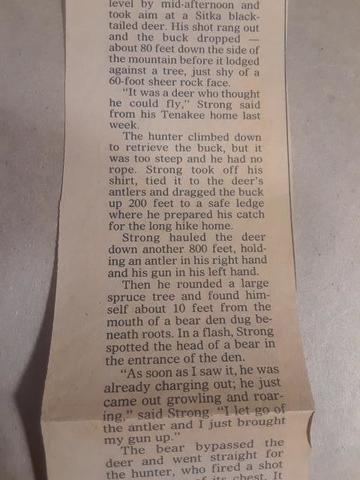 level by mid-afternoon and
took aim at a Sitka black-
tailed deer. His shot rang out
and the buck dropped —
about 80 feet down the side of
the mountain before it lodged
against a tree, just shy of a
60-foot sheer rock face.
"It was a deer who thought
he could fly," Strong said
from his Tenakee home last
week.
The hunter climbed down
to retrieve the buck, but it
was too steep and he had no
rope. Strong took off his
shirt, tied it to the deer's
antlers and dragged the buck
up 200 feet to a safe ledge
where he prepared his catch
for the long hike home.
Strong hauled the deer
down another 800 feet, hold-
ing an antler in his right hand
and his gun in his left hand.
Then he rounded a large
spruce tree and found him-
self about 10 feet from the
mouth of a bear den dug be-
neath roots. In a flash, Strong
spotted the head of a bear in
the entrance of the den.
"As soon as I saw it, he was
already charging out; he just
came out growling and roar-
ing," said Strong. "I let go of
the antler and I just brought
my gun up."
The bear bypassed the
deer and went straight for
the hunter, who fired a shot
of its chest. It